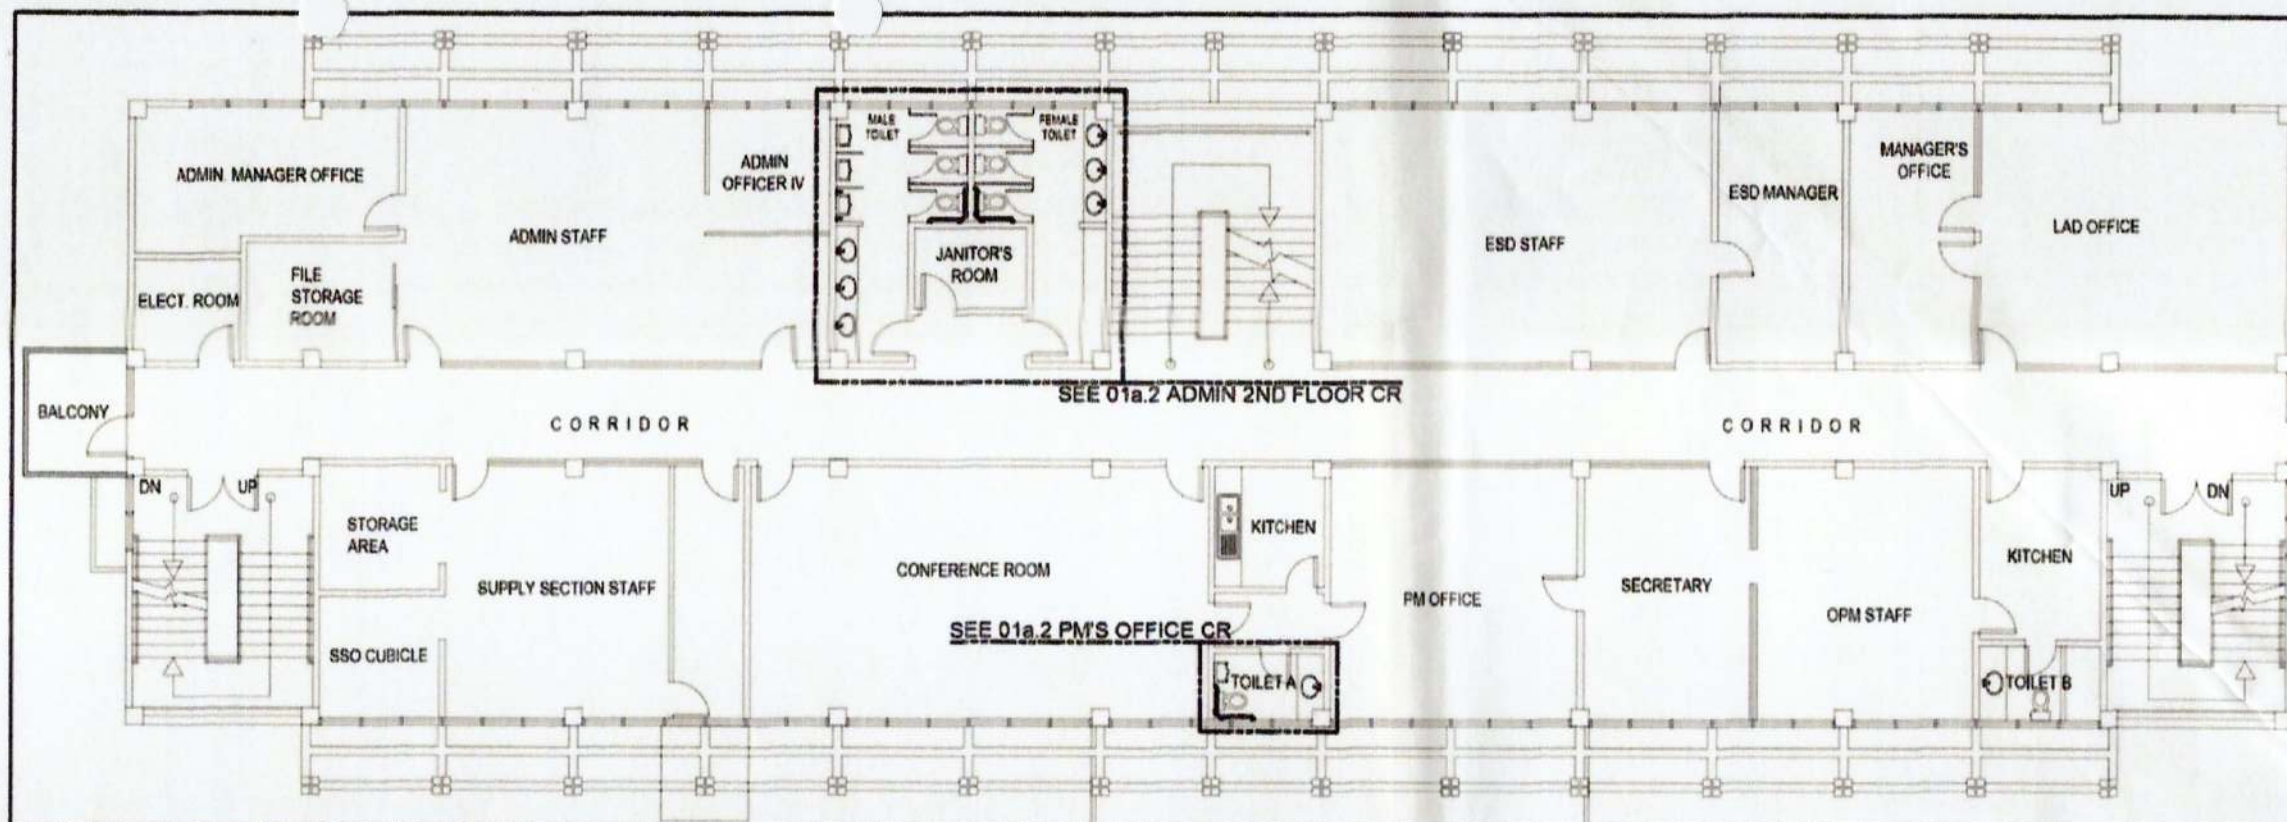 MALE
TOILET
FEMALE
TOILET
ADMIN. MANAGER OFFICE
ADMIN
OFFICER IV
ADMIN STAFF
MANAGER'S
OFFICE
ESD MANAGER
ESD STAFF
LAD OFFICE
JANITOR'S
ROOM
ELECT. ROOM
FILE
STORAGE
ROOM
SEE 01a.2 ADMIN 2ND FLOOR CR
BALCONY
CORRIDOR
CORRIDOR
DN
UP
UP
DN
STORAGE
AREA
KITCHEN
KITCHEN
CONFERENCE ROOM
SUPPLY SECTION STAFF
PM OFFICE
SECRETARY
OPM STAFF
SEE 01a.2 PM'S OFFICE CR
SSO CUBICLE
TOILET A
TOILET B